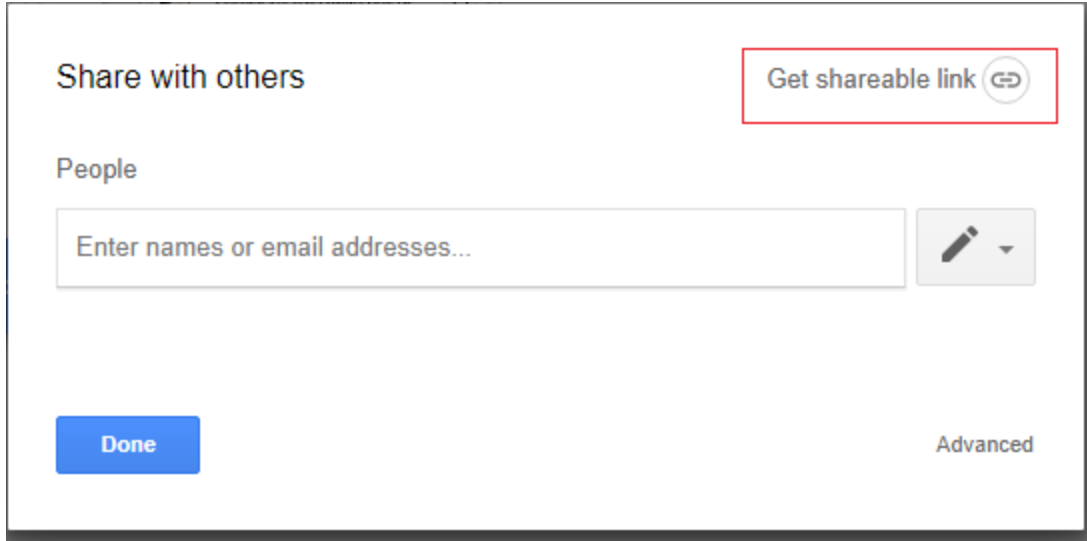 Share with others
Get shareable link
People
Enter names or email addresses...
Done
Advanced